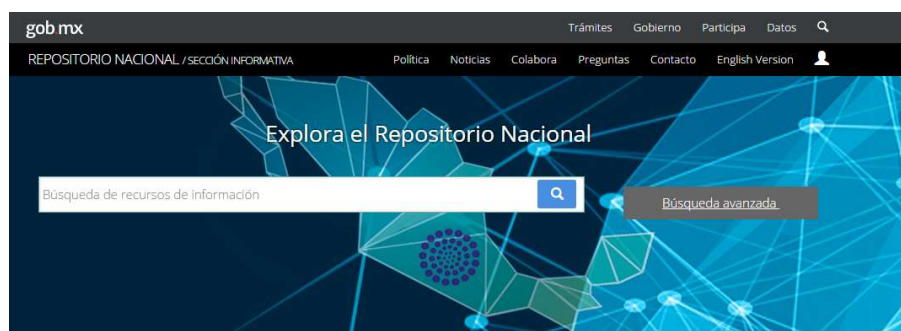 gob.mx Trámites Gobierno Participa Datos
REPOSITORIO NACIONAL / SECCIÓN INFORMATIVA Política Noticias Colabora Preguntas Contacto English Version
Explora el Repositorio Nacional
Búsqueda de recursos de información
Búsqueda avanzada